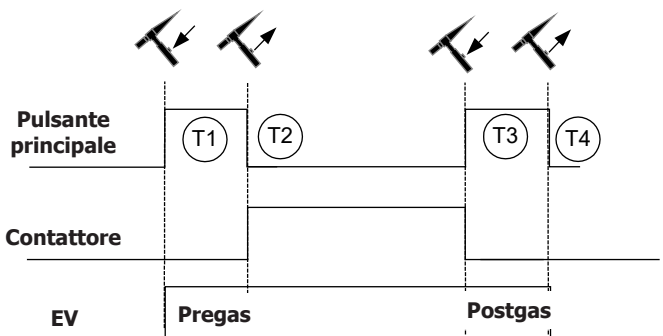 Pulsante
principale
T1
T2
T3
T4
Contattore
EV
Pregas
Postgas